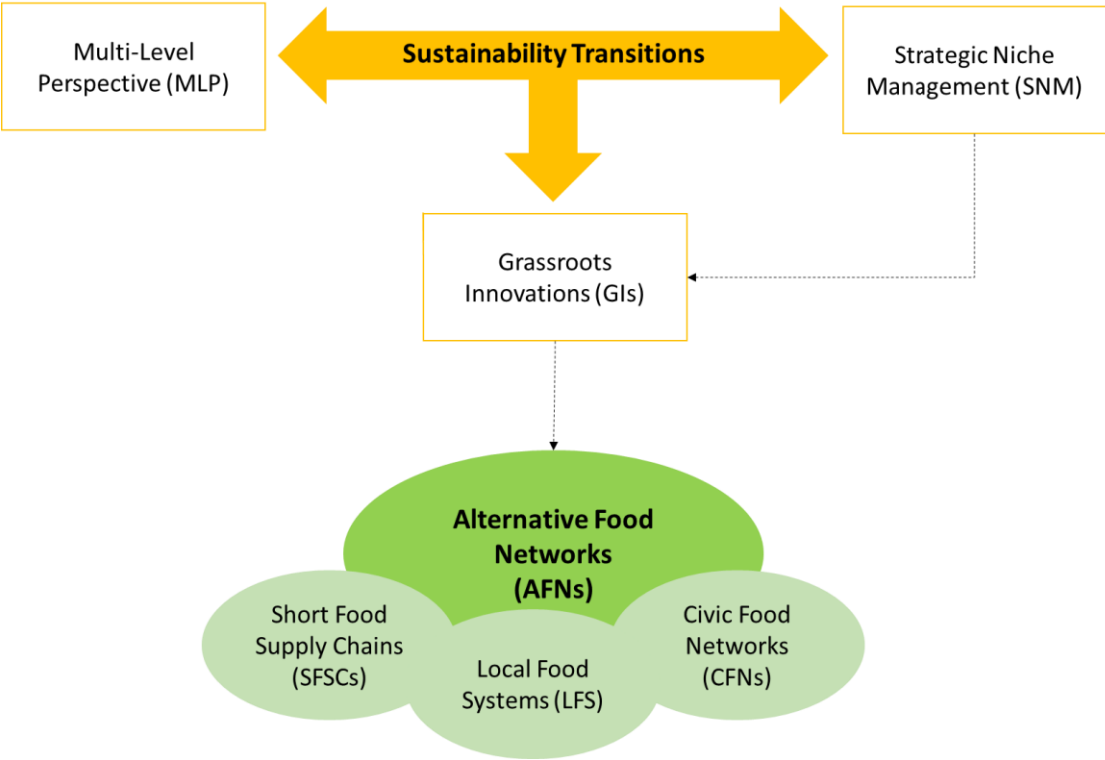 Multi-Level
Perspective (MLP)
Sustainability Transitions
Strategic Niche
Management (SNM)
Grassroots
Innovations (GIs)
Alternative Food
Networks
(AFNs)
Short Food
Supply Chains
(SFSCs)
Local Food
Systems (LFS)
Civic Food
Networks
(CFNs)